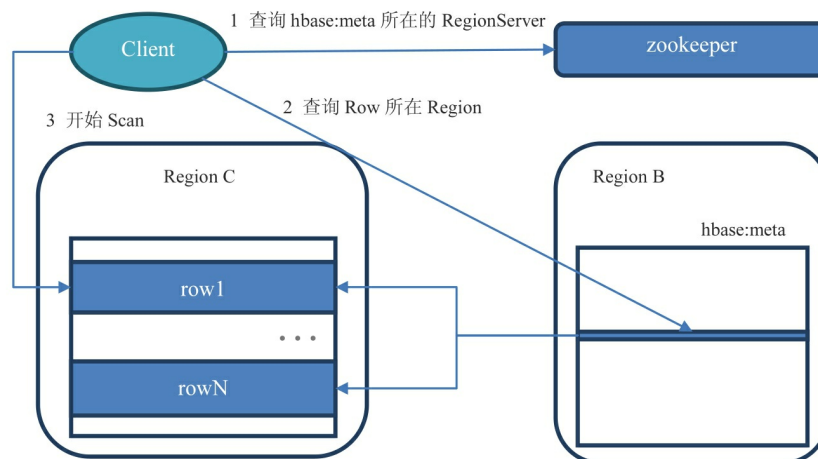 1 查询 hbase:meta 所在的 RegionServer
Client
zookeeper
2 查询 Row 所在 Region
3 开始 Scan
Region C
Region B
hbase:meta
row1
...
rowN